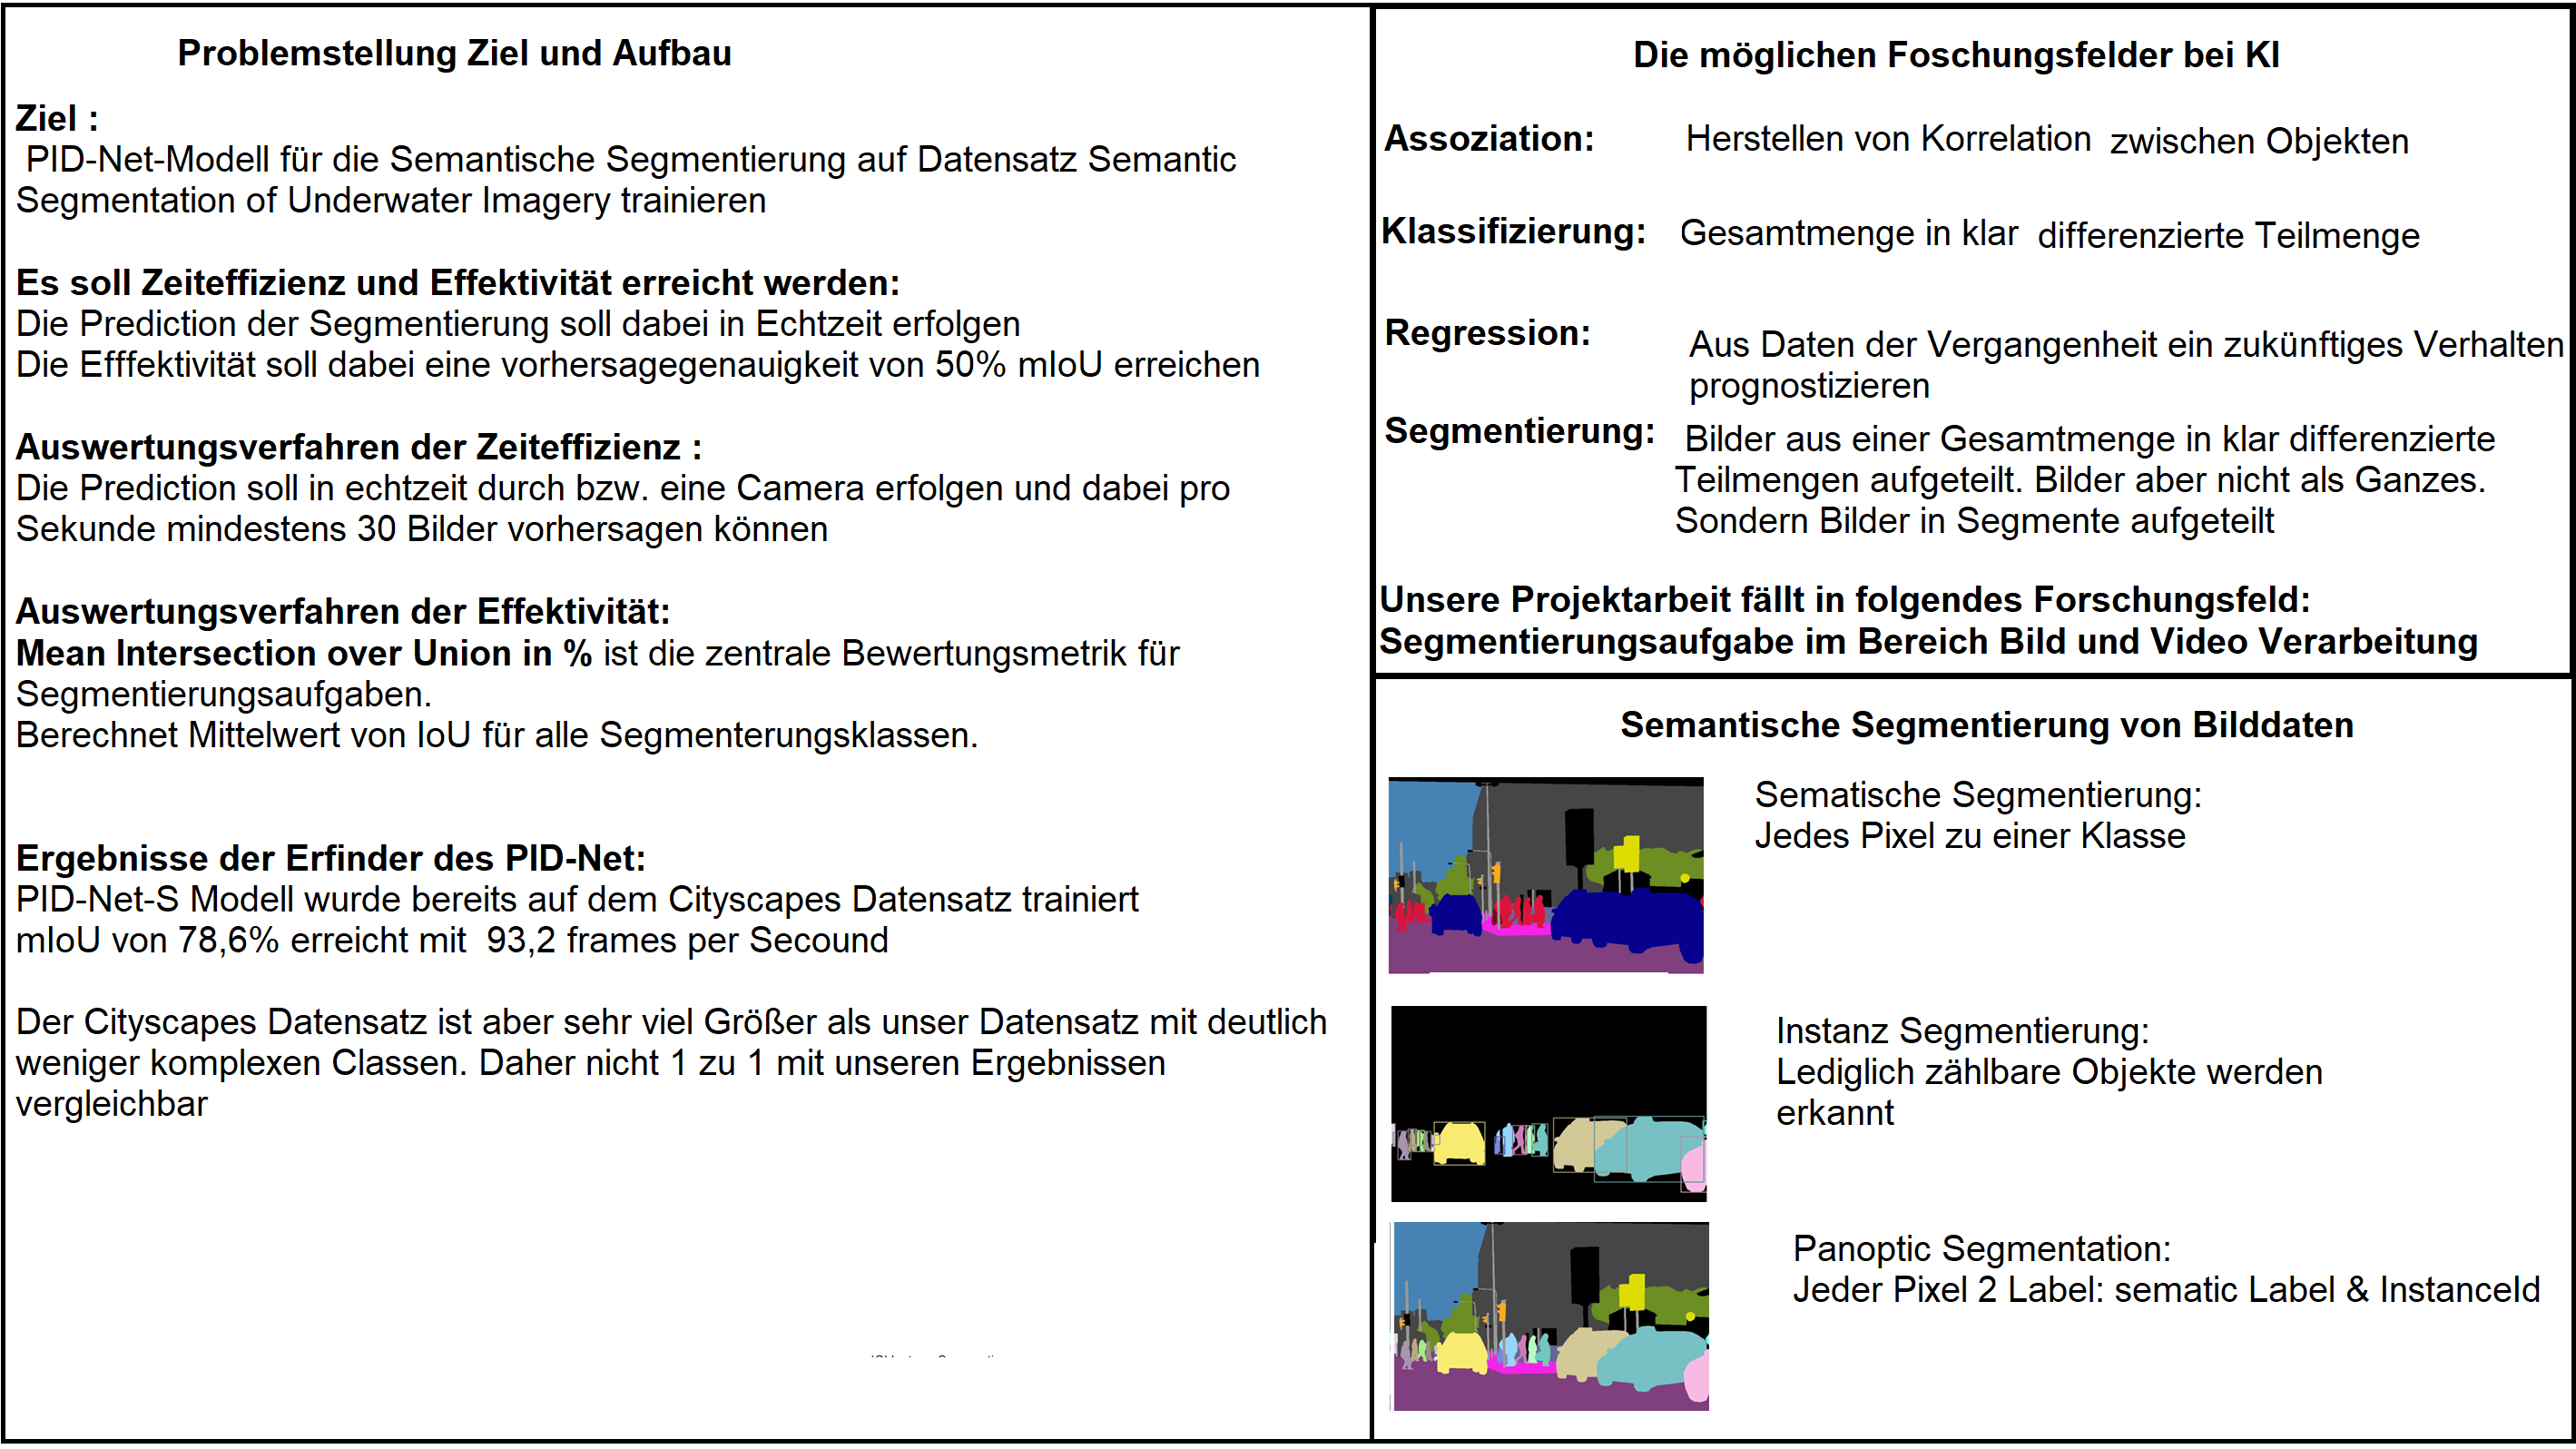 Problemstellung Ziel und Aufbau
Ziel :
PID-Net-Modell für die Semantische Segmentierung auf Datensatz Semantic
Segmentation of Underwater Imagery trainieren
Es soll Zeiteffizienz und Effektivität erreicht werden:
Die Prediction der Segmentierung soll dabei in Echtzeit erfolgen
Die Efffektivität soll dabei eine vorhersagegenauigkeit von 50% mIoU erreichen
Auswertungsverfahren der Zeiteffizienz :
Die Prediction soll in echtzeit durch bzw. eine Camera erfolgen und dabei pro
Sekunde mindestens 30 Bilder vorhersagen können
Auswertungsverfahren der Effektivität:
Mean Intersection over Union in % ist die zentrale Bewertungsmetrik für
Segmentierungsaufgaben.
Berechnet Mittelwert von IoU für alle Segmenterungsklassen.
Ergebnisse der Erfinder des PID-Net:
PID-Net-S Modell wurde bereits auf dem Cityscapes Datensatz trainiert
mIoU von 78,6% erreicht mit 93,2 frames per Secound
Der Cityscapes Datensatz ist aber sehr viel Größer als unser Datensatz mit deutlich
weniger komplexen Classen. Daher nicht 1 zu 1 mit unseren Ergebnissen
vergleichbar
Die möglichen Foschungsfelder bei KI
Assoziation: Herstellen von Korrelation zwischen Objekten
Klassifizierung: Gesamtmenge in klar differenzierte Teilmenge
Regression: Aus Daten der Vergangenheit ein zukünftiges Verhalten
prognostizieren
Segmentierung: Bilder aus einer Gesamtmenge in klar differenzierte
Teilmengen aufgeteilt. Bilder aber nicht als Ganzes.
Sondern Bilder in Segmente aufgeteilt
Unsere Projektarbeit fällt in folgendes Forschungsfeld:
Segmentierungsaufgabe im Bereich Bild und Video Verarbeitung
Semantische Segmentierung von Bilddaten
Sematische Segmentierung:
Jedes Pixel zu einer Klasse
Instanz Segmentierung:
Lediglich zählbare Objekte werden
erkannt
Panoptic Segmentation:
Jeder Pixel 2 Label: sematic Label & InstanceId